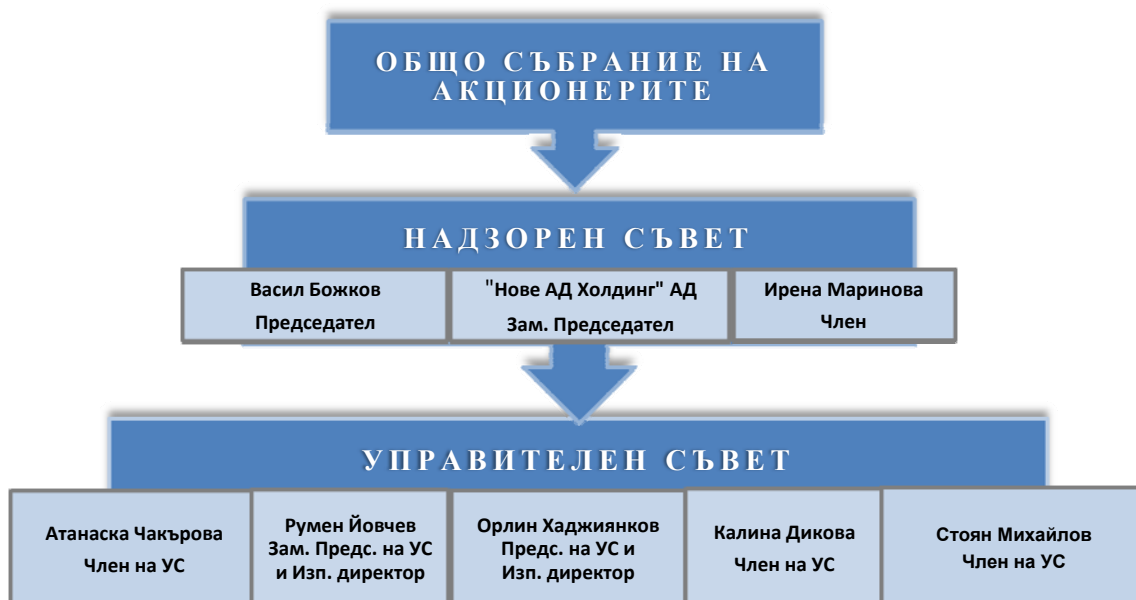 ОБЩО СЪБРАНИЕ НА
АКЦИОНЕРИТЕ
НАДЗОРЕН СЪВЕТ
Васил Божков
Председател
"Нове АД Холдинг" АД
Зам. Председател
Ирена Маринова
Член
УПРАВИТЕЛЕН СЪВЕТ
Атанаска Чакърова
Член на УС
Румен Йовчев
Зам. Предс. на УС
и Изп. директор
Орлин Хаджиянков
Предс. на УС и
Изп. директор
Калина Дикова
Член на УС
Стоян Михайлов
Член на УС